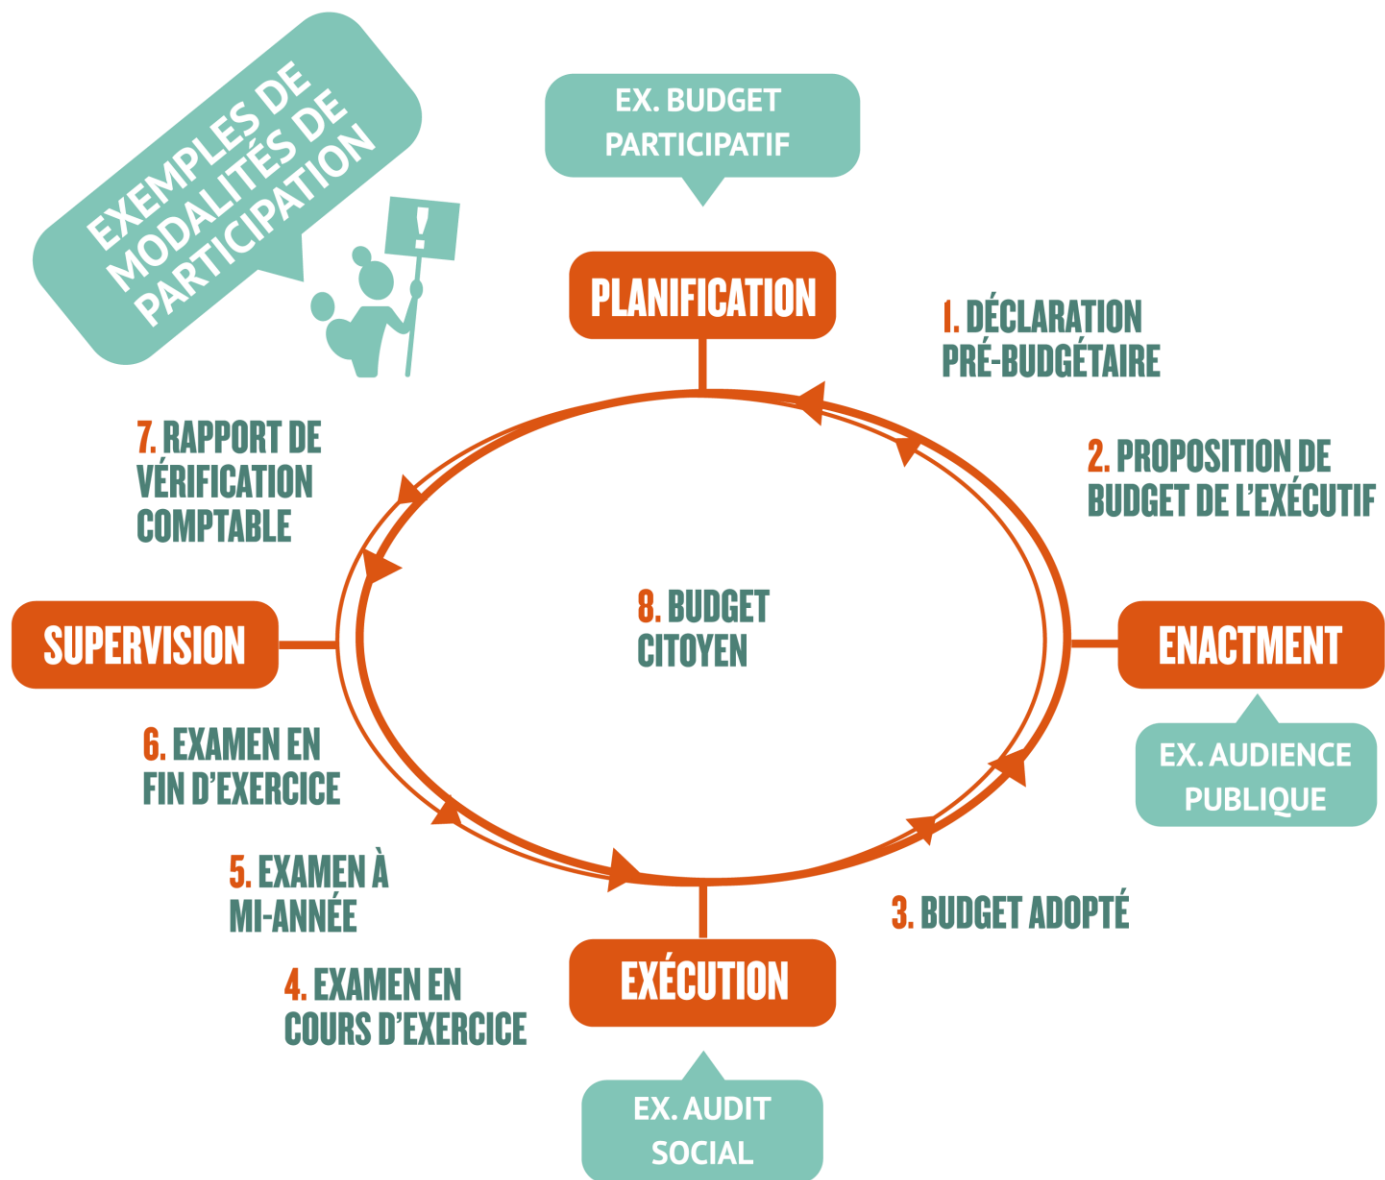 EXEMPLES DE
MODALITÉS DE
PARTICIPATION
EX. BUDGET
PARTICIPATIF
!
PLANIFICATION
1. DÉCLARATION
PRÉ-BUDGÉTAIRE
2. PROPOSITION DE
BUDGET DE L’EXÉCUTIF
7. RAPPORT DE
VÉRIFICATION
COMPTABLE
8. BUDGET
CITOYEN
SUPERVISION
ENACTMENT
EX. AUDIENCE
PUBLIQUE
6. EXAMEN EN
FIN D’EXERCICE
5. EXAMEN À
MI-ANNÉE
3. BUDGET ADOPTÉ
4. EXAMEN EN
COURS D’EXERCICE
EXÉCUTION
EX. AUDIT
SOCIAL